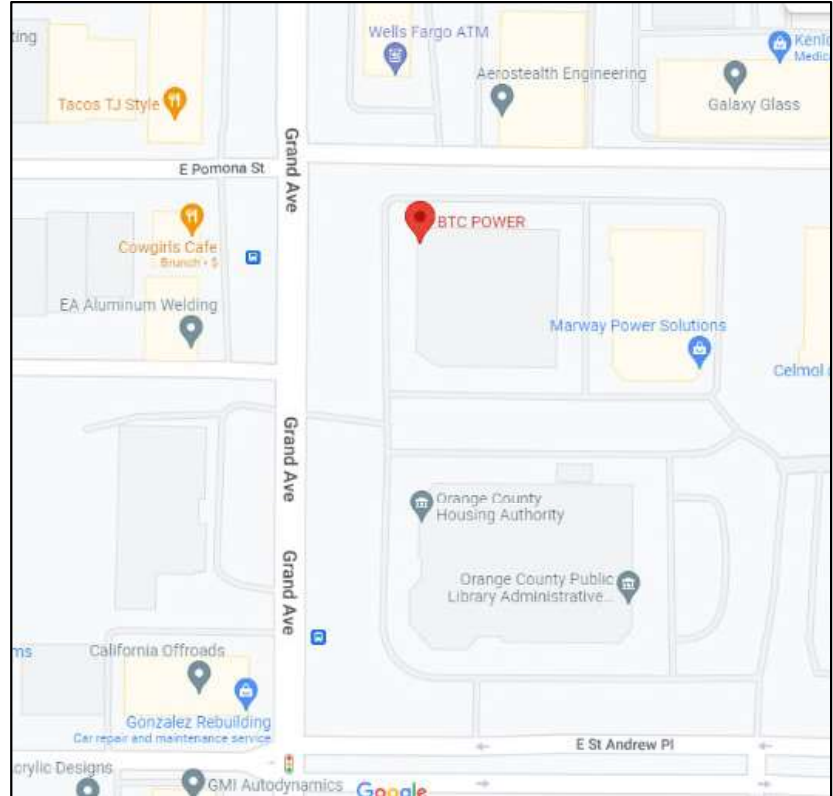 ting
Wells Fargo ATM
Kenlo
Medic
Aerostealth Engineering
Tacos TJ Style
Galaxy Glass
Grand Ave
E Pomona St
BTC POWER
Cowgirls Cafe
Brunch • $
EA Aluminum Welding
Marway Power Solutions
Celmol
Grand Ave
Orange County
Housing Authority
Grand Ave
Orange County Public
Library Administrative...
California Offroads
ms
Gonzalez Rebuilding
Car repair and maintenance service
E St Andrew Pl
crylic Designs
GMI Autodynamics
Google